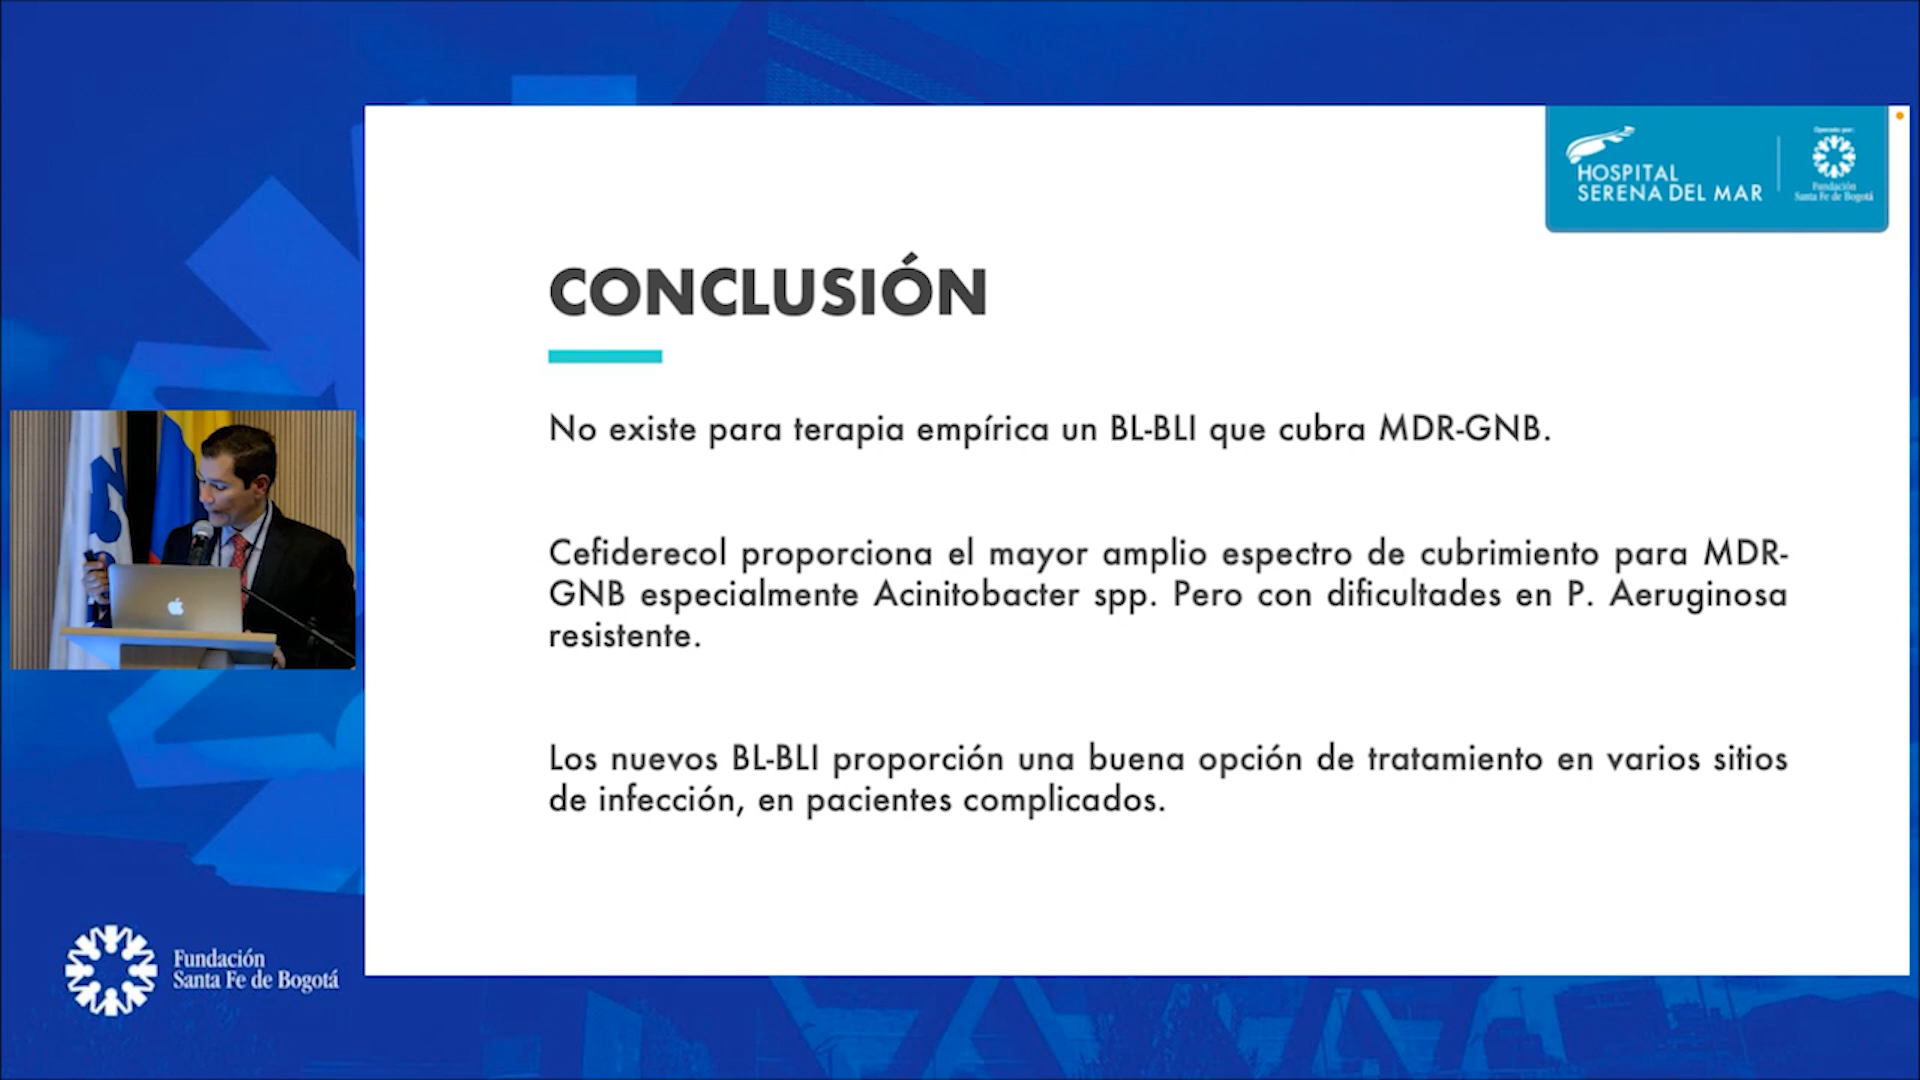 HOSPITAL
SERENA DEL MAR
Operado por:
Fundación
Santa Fe de Bogotá
CONCLUSIÓN
No existe para terapia empírica un BL-BLI que cubra MDR-GNB.
Cefiderecol proporciona el mayor amplio espectro de cubrimiento para MDR-
GNB especialmente Acinitobacter spp. Pero con dificultades en P. Aeruginosa
resistente.
Los nuevos BL-BLI proporción una buena opción de tratamiento en varios sitios
de infección, en pacientes complicados.
Fundación
Santa Fe de Bogotá